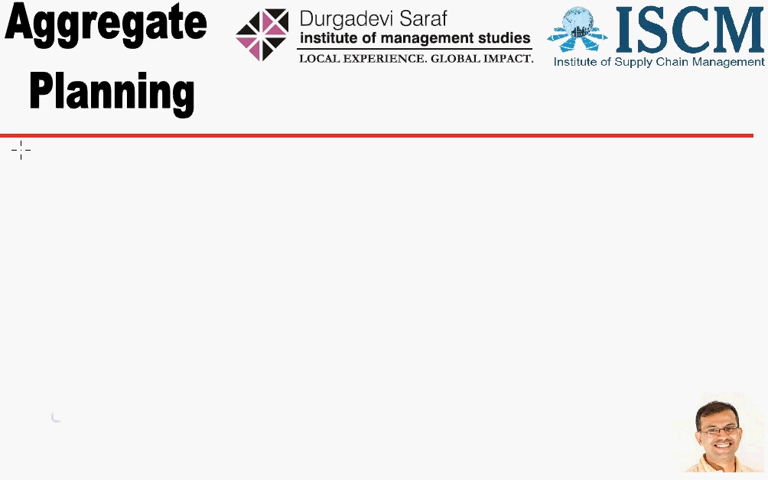 Aggregate
Planning
Durgadevi Saraf
institute of management studies
LOCAL EXPERIENCE. GLOBAL IMPACT.
ISCM
Institute of Supply Chain Management